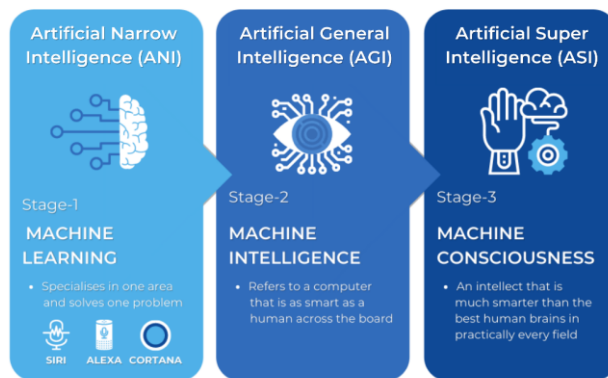 Artificial Narrow
Intelligence (ANI)
Stage-1
MACHINE
LEARNING
• Specialises in one area
and solves one problem
SIRI
ALEXA
CORTANA
Artificial General
Intelligence (AGI)
Stage-2
MACHINE
INTELLIGENCE
• Refers to a computer
that is as smart as a
human across the board
Artificial Super
Intelligence (ASI)
Stage-3
MACHINE
CONSCIOUSNESS
• An intellect that is
much smarter than the
best human brains in
practically every field